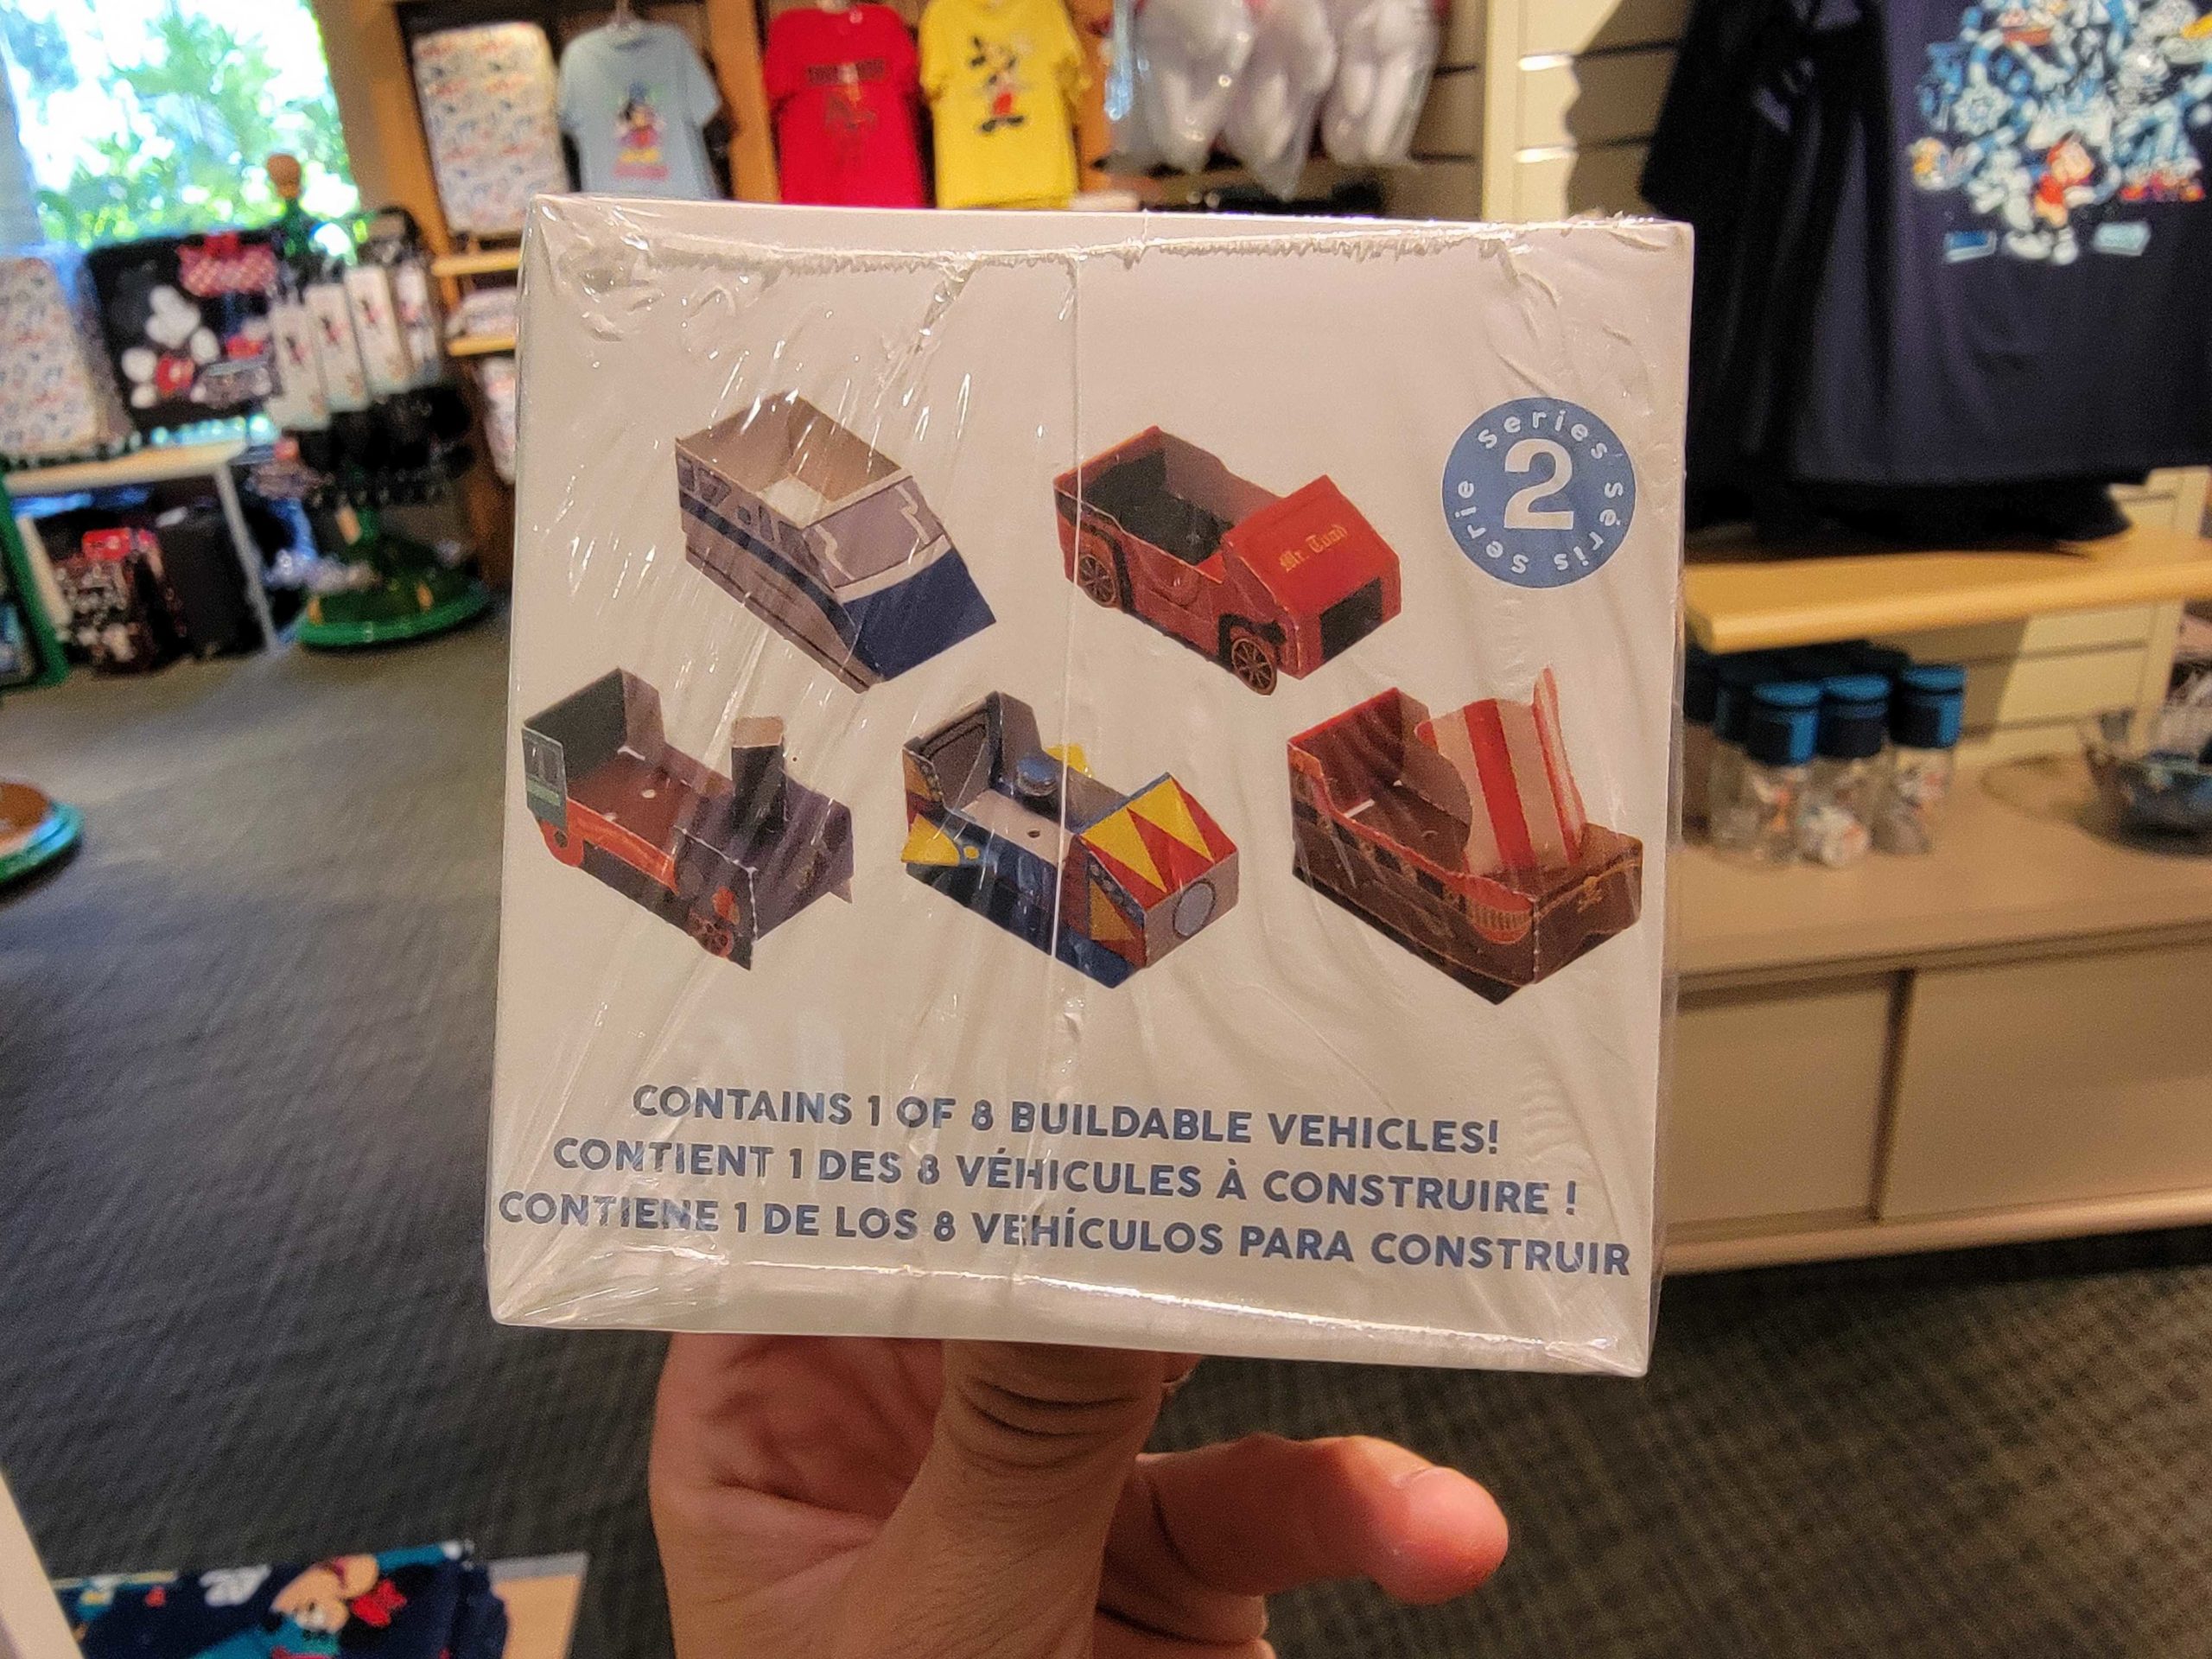 Series
Séris
Serie
2
Mr. Toad
CONTAINS 1 OF 8 BUILDABLE VEHICLES!
CONTIENT 1 DES 8 VÉHICULES À CONSTRUIRE !
CONTIENE 1 DE LOS 8 VEHÍCULOS PARA CONSTRUIR